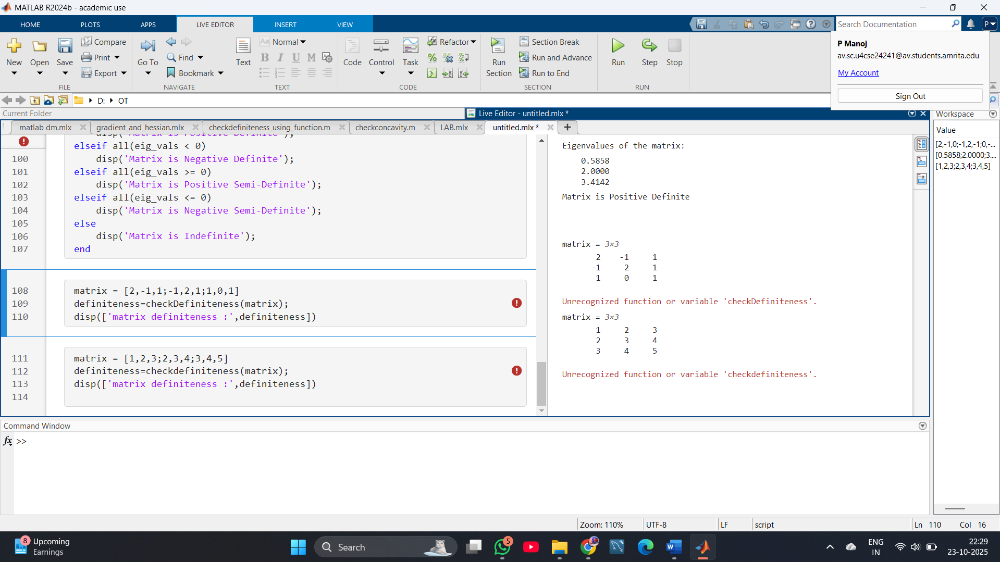 MATLAB R2024b - academic use
HOME PLOTS APPS LIVE EDITOR INSERT VIEW
Search Documentation
P
New
Open
Save
Compare
Print
Export
FILE
Go To
Find
Bookmark
NAVIGATE
Text
Aa Normal
B I U M
TEXT
Code
Control
Task
Refactor
CODE
Run
Section
Section Break
Run and Advance
Run to End
SECTION
Run
Step
Stop
RUN
P Manoj
av.sc.u4cse24241@av.students.amrita.edu
My Account
Sign Out
D: OT
Current Folder
Live Editor - untitled.mlx *
Workspace
matlab dm.mlx gradient_and_hessian.mlx checkdefiniteness_using_function.m checkconcavity.m LAB.mlx untitled.mlx *
Value
[2,-1,0;-1,2,-1;0,-...
[0.5858;2.0000;3....
[1,2,3;2,3,4;3,4,5]
disp('Matrix is Positive Definite');
elseif all(eig_vals < 0)
100 disp('Matrix is Negative Definite');
101 elseif all(eig_vals >= 0)
102 disp('Matrix is Positive Semi-Definite');
103 elseif all(eig_vals <= 0)
104 disp('Matrix is Negative Semi-Definite');
105 else
106 disp('Matrix is Indefinite');
107 end
108 matrix = [2,-1,1;-1,2,1;1,0,1]
109 definiteness=checkDefiniteness(matrix);
110 disp(['matrix definiteness :',definiteness])
111 matrix = [1,2,3;2,3,4;3,4,5]
112 definiteness=checkdefiniteness(matrix);
113 disp(['matrix definiteness :',definiteness])
114
Eigenvalues of the matrix:
0.5858
2.0000
3.4142
Matrix is Positive Definite
matrix = 3×3
2 -1 1
-1 2 1
1 0 1
Unrecognized function or variable 'checkDefiniteness'.
matrix = 3×3
1 2 3
2 3 4
3 4 5
Unrecognized function or variable 'checkdefiniteness'.
Command Window
fx >>
Zoom: 110% UTF-8 LF script Ln 110 Col 16
8
Upcoming
Earnings
Search
5
W
ENG
IN
22:29
23-10-2025